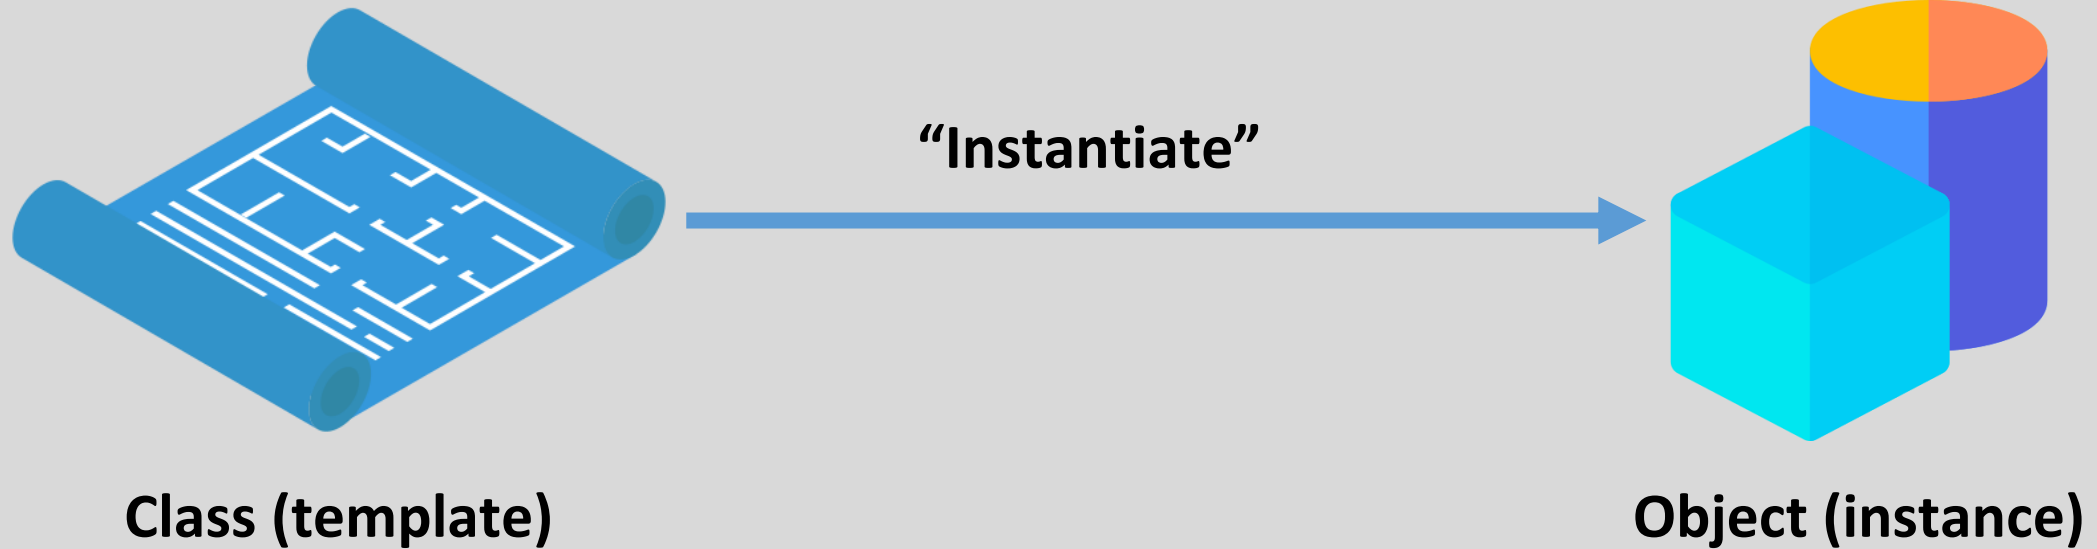 “Instantiate”
Class (template)
Object (instance)